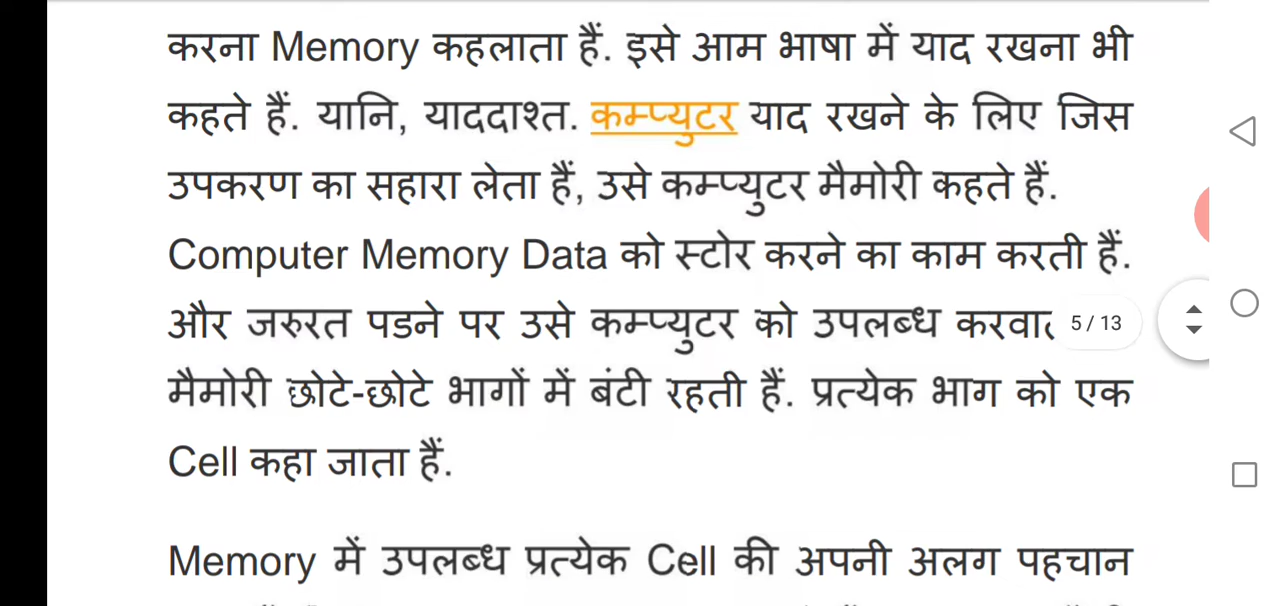 करना Memory कहलाता हैं. इसे आम भाषा में याद रखना भी
कहते हैं. यानि, याददाश्त. कम्प्युटर याद रखने के लिए जिस
उपकरण का सहारा लेता हैं, उसे कम्प्युटर मैमोरी कहते हैं.
Computer Memory Data को स्टोर करने का काम करती हैं.
और जरुरत पडने पर उसे कम्प्युटर को उपलब्ध
5 / 13
मैमोरी छोटे-छोटे भागों में बंटी रहती हैं. प्रत्येक भाग को एक
Cell कहा जाता हैं.
Memory में उपलब्ध प्रत्येक Cell की अपनी अलग पहचान